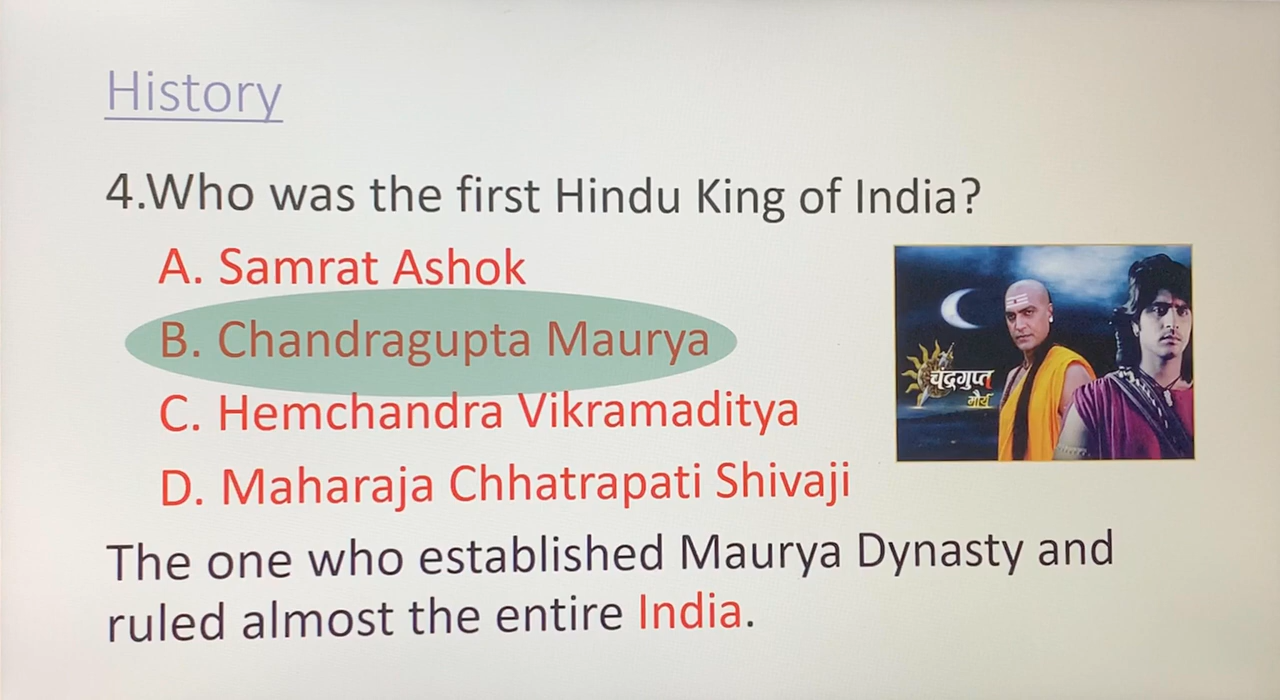 History
4.Who was the first Hindu King of India?
A. Samrat Ashok
B. Chandragupta Maurya
C. Hemchandra Vikramaditya
D. Maharaja Chhatrapati Shivaji
चंद्रगुप्त
मौर्य
The one who established Maurya Dynasty and
ruled almost the entire India.